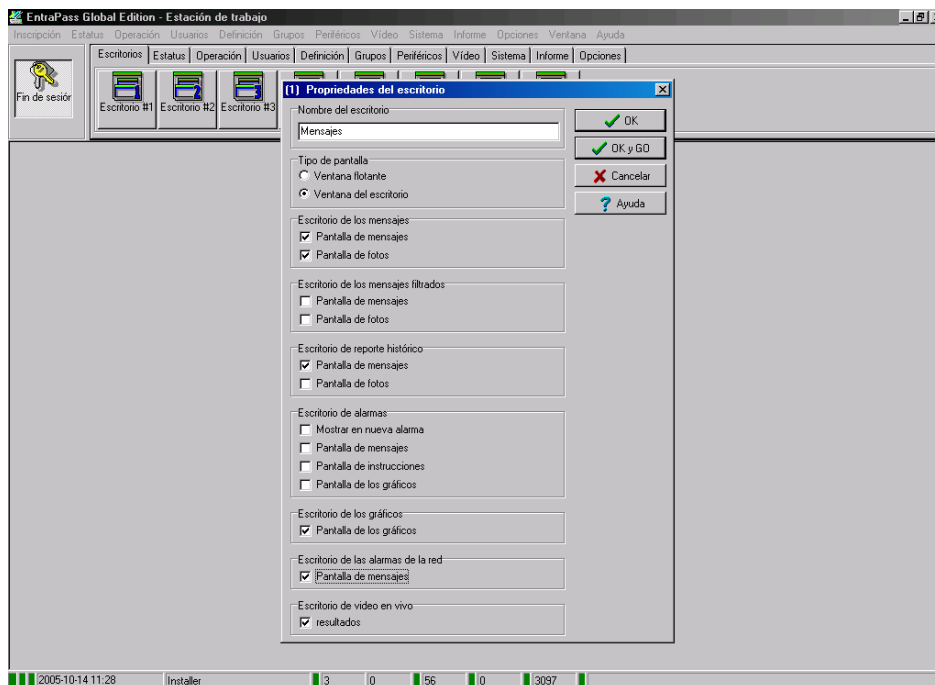 EntraPass Global Edition - Estación de trabajo
Inscripción Estatus Operación Usuarios Definición Grupos Periféricos Vídeo Sistema Informe Opciones Ventana Ayuda
Escritorios Estatus Operación Usuarios Definición Grupos Periféricos Vídeo Sistema Informe Opciones
Fin de sesiór
Escritorio #1 Escritorio #2 Escritorio #3
(1) Propriedades del escritorio
Nombre del escritorio
Mensajes
OK
OK y GO
Cancelar
Ayuda
Tipo de pantalla
Ventana flotante
Ventana del escritorio
Escritorio de los mensajes
Pantalla de mensajes
Pantalla de fotos
Escritorio de los mensajes filtrados
Pantalla de mensajes
Pantalla de fotos
Escritorio de reporte histórico
Pantalla de mensajes
Pantalla de fotos
Escritorio de alarmas
Mostrar en nueva alarma
Pantalla de mensajes
Pantalla de instrucciones
Pantalla de los gráficos
Escritorio de los gráficos
Pantalla de los gráficos
Escritorio de las alarmas de la red
Pantalla de mensajes
Escritorio de video en vivo
resultados
2005-10-14 11:28 Installer 3 0 56 0 3097